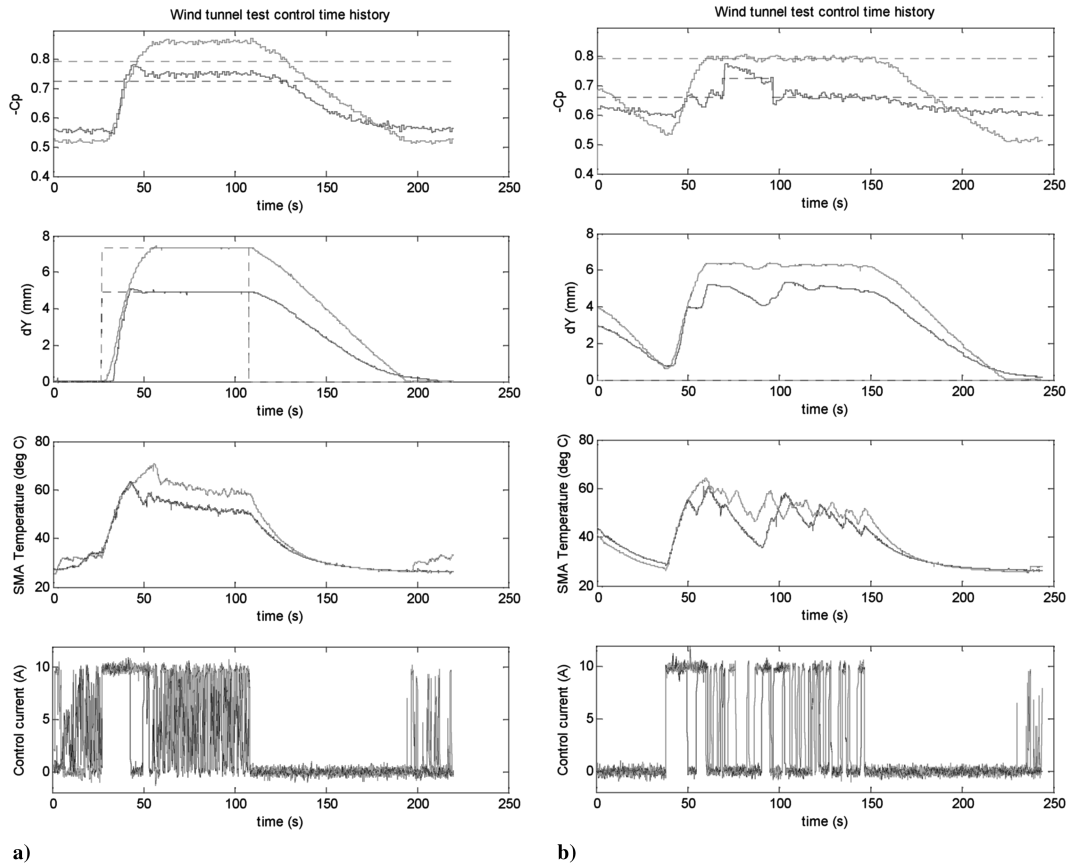 Wind tunnel test control time history
-Cp
0.8
0.7
0.6
0.5
0.4
0 50 100 150 200 250
time (s)
dY (mm)
8
6
4
2
0
0 50 100 150 200 250
time (s)
SMA Temperature (deg C)
80
60
40
20
0 50 100 150 200 250
time (s)
Control current (A)
10
5
0
0 50 100 150 200 250
time (s)
a)
Wind tunnel test control time history
-Cp
0.8
0.7
0.6
0.5
0.4
0 50 100 150 200 250
time (s)
dY (mm)
8
6
4
2
0
0 50 100 150 200 250
time (s)
SMA Temperature (deg C)
80
60
40
20
0 50 100 150 200 250
time (s)
Control current (A)
10
5
0
0 50 100 150 200 250
time (s)
b)